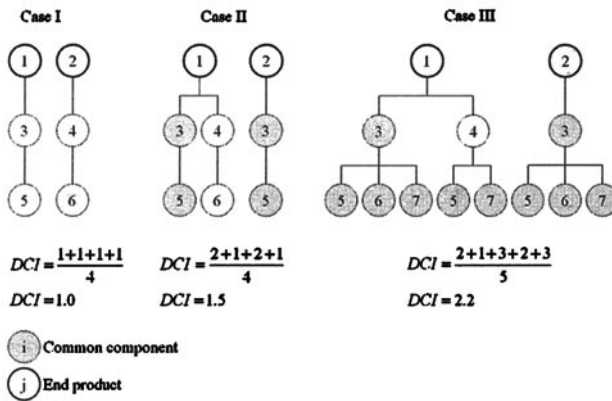 Case I Case II Case III
1 2 1 2 1 2
3 4 3 4 3 3 4 3
5 6 5 6 5 5 6 7 5 7 5 6 7
DCI = 1+1+1+1 / 4 DCI = 2+1+2+1 / 4 DCI = 2+1+3+2+3 / 5
DCI = 1.0 DCI = 1.5 DCI = 2.2
i Common component
j End product